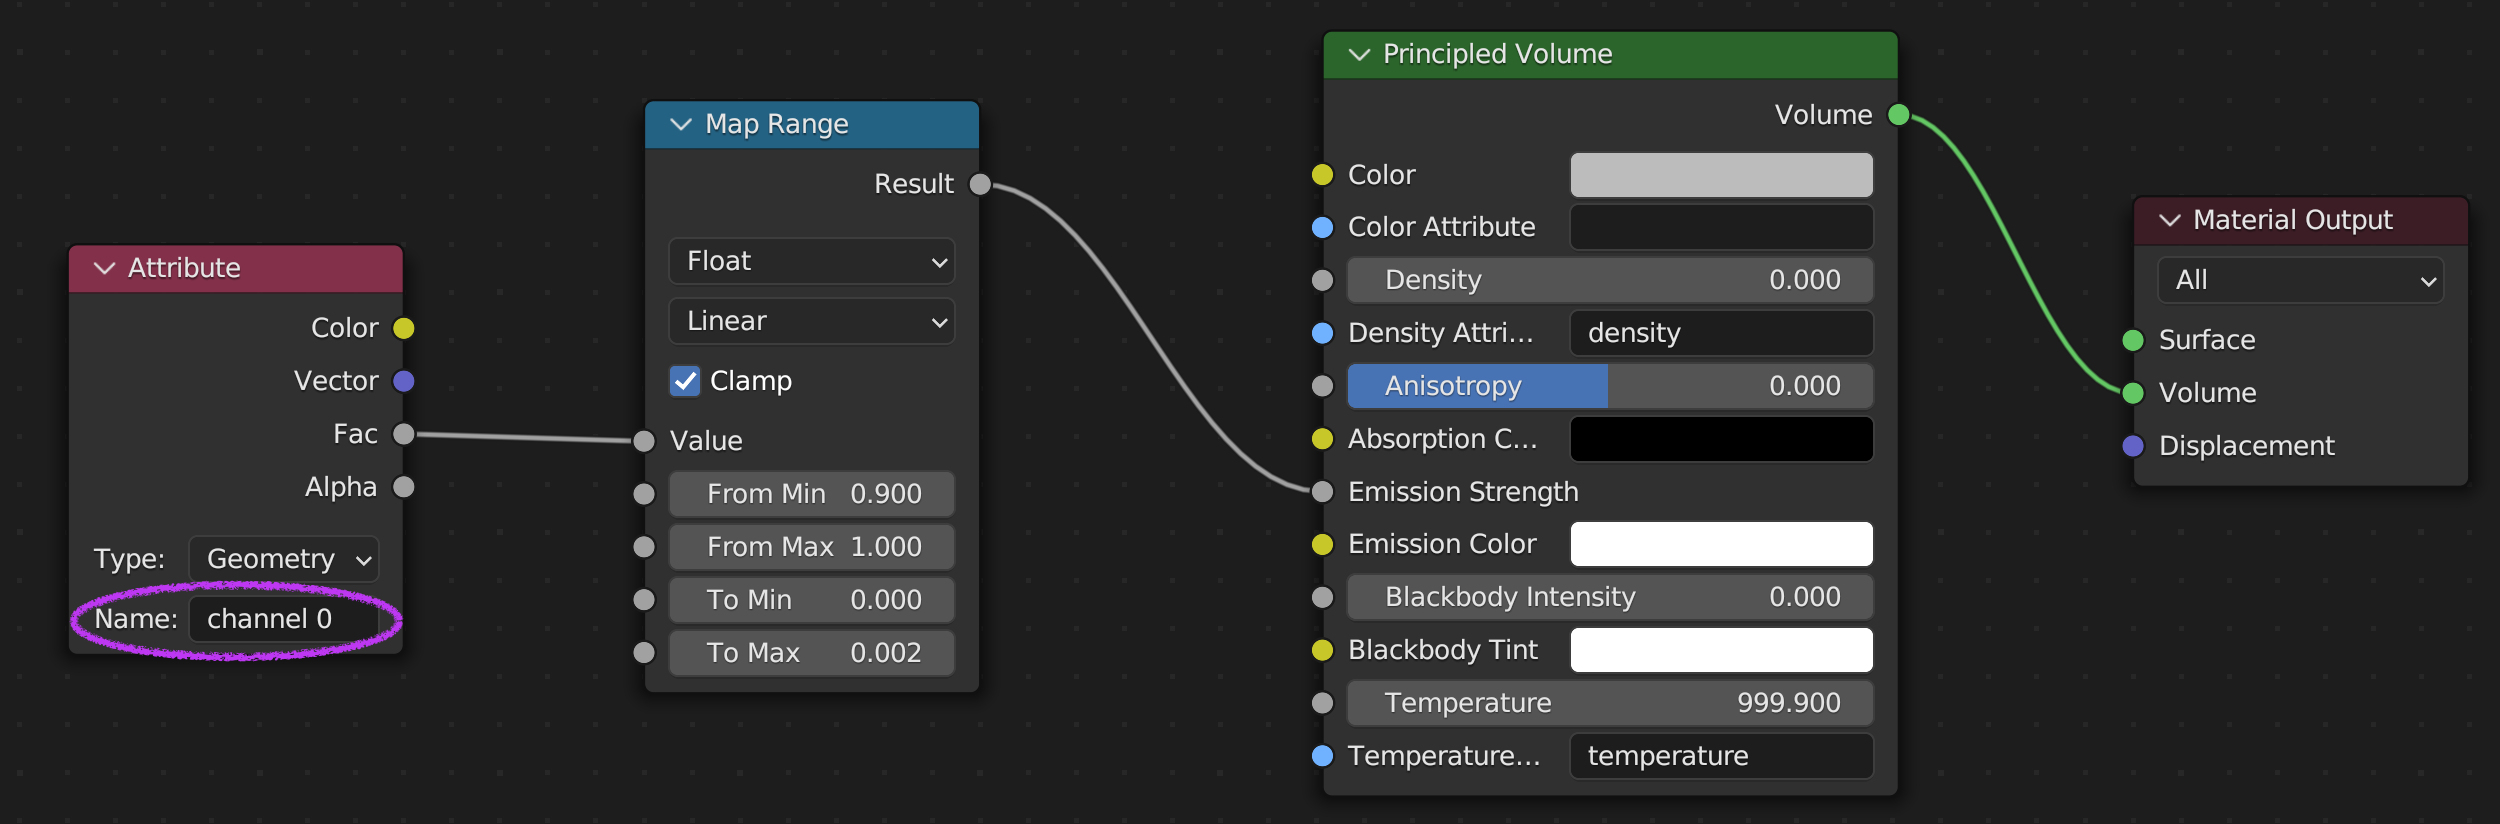 Attribute
Color
Vector
Fac
Alpha
Type: Geometry
Name: channel 0
Map Range
Result
Float
Linear
Clamp
Value
From Min 0.900
From Max 1.000
To Min 0.000
To Max 0.002
Principled Volume
Volume
Color
Color Attribute
Density 0.000
Density Attri... density
Anisotropy 0.000
Absorption C...
Emission Strength
Emission Color
Blackbody Intensity 0.000
Blackbody Tint
Temperature 999.900
Temperature... temperature
Material Output
All
Surface
Volume
Displacement